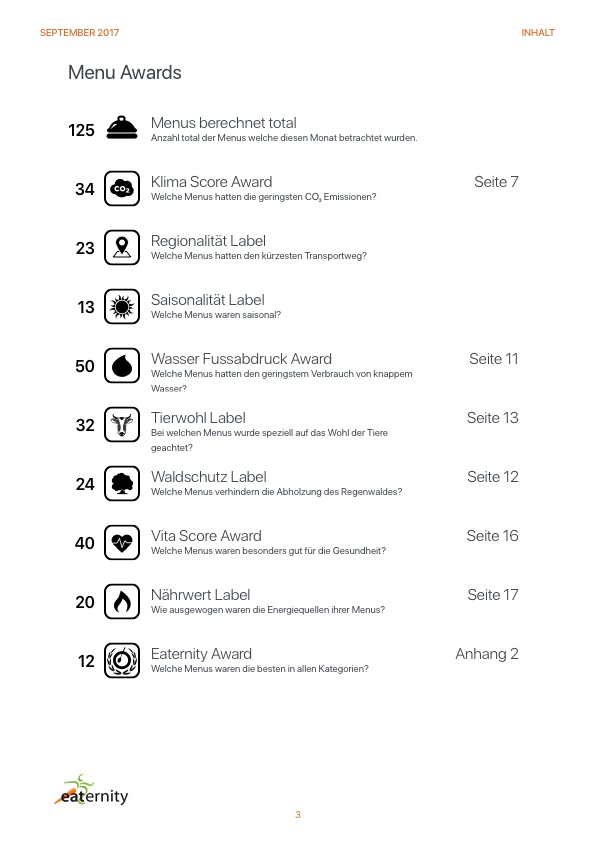 SEPTEMBER 2017 INHALT
Menu Awards
125 Menus berechnet total
Anzahl total der Menus welche diesen Monat betrachtet wurden.
34 CO2 Klima Score Award Seite 7
Welche Menus hatten die geringsten CO₂ Emissionen?
23 Regionalität Label
Welche Menus hatten den kürzesten Transportweg?
13 Saisonalität Label
Welche Menus waren saisonal?
50 Wasser Fussabdruck Award Seite 11
Welche Menus hatten den geringstem Verbrauch von knappem
Wasser?
32 Tierwohl Label Seite 13
Bei welchen Menus wurde speziell auf das Wohl der Tiere
geachtet?
24 Waldschutz Label Seite 12
Welche Menus verhindern die Abholzung des Regenwaldes?
40 Vita Score Award Seite 16
Welche Menus waren besonders gut für die Gesundheit?
20 Nährwert Label Seite 17
Wie ausgewogen waren die Energiequellen ihrer Menus?
12 Eaternity Award Anhang 2
Welche Menus waren die besten in allen Kategorien?
eaternity
3